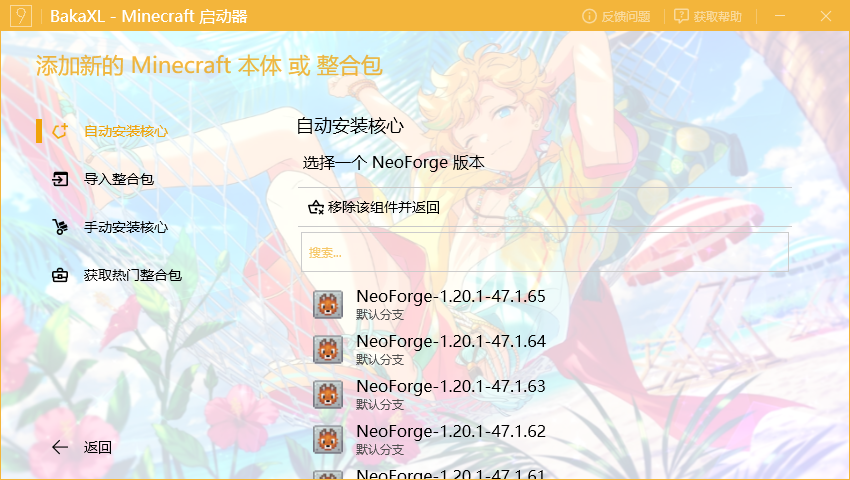 BakaXL - Minecraft 启动器
反馈问题
获取帮助
添加新的 Minecraft 本体 或 整合包
自动安装核心
导入整合包
手动安装核心
获取热门整合包
返回
自动安装核心
选择一个 NeoForge 版本
移除该组件并返回
搜索...
NeoForge-1.20.1-47.1.65
默认分支
NeoForge-1.20.1-47.1.64
默认分支
NeoForge-1.20.1-47.1.63
默认分支
NeoForge-1.20.1-47.1.62
默认分支
NeoForge-1.20.1-47.1.61